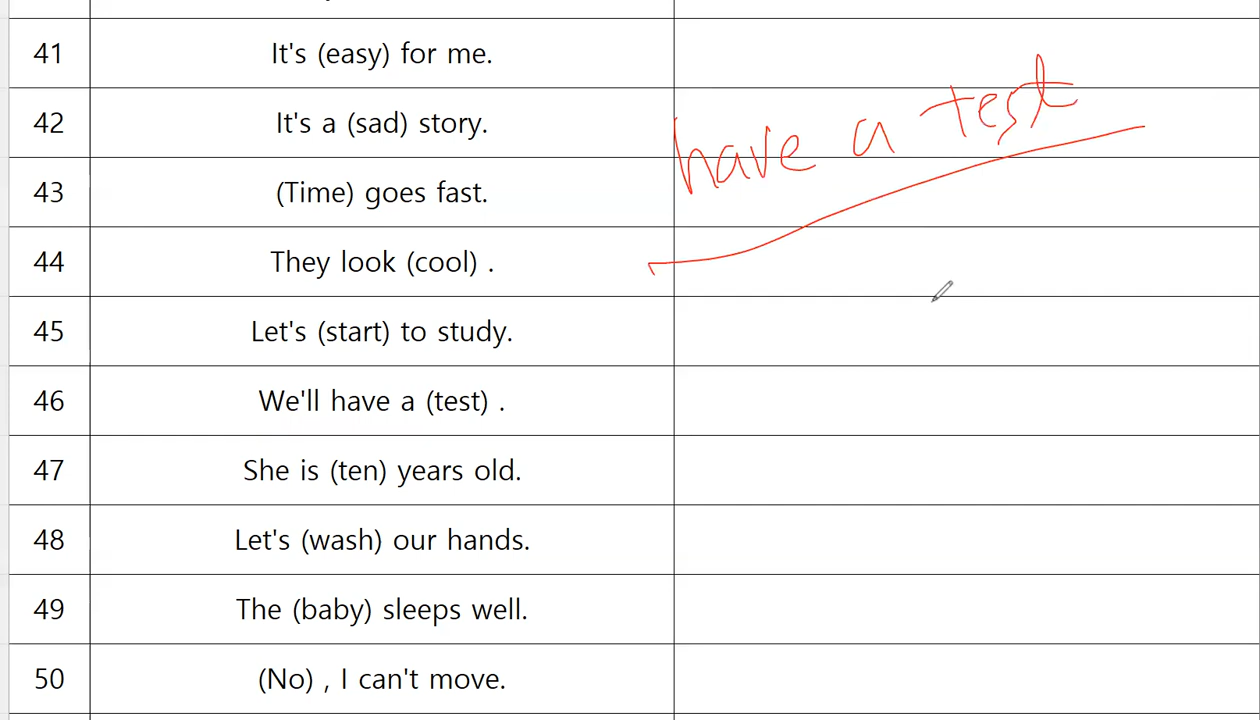 41 It's (easy) for me.
have a test
42 It's a (sad) story.
43 (Time) goes fast.
44 They look (cool) .
45 Let's (start) to study.
46 We'll have a (test) .
47 She is (ten) years old.
48 Let's (wash) our hands.
49 The (baby) sleeps well.
50 (No) , I can't move.